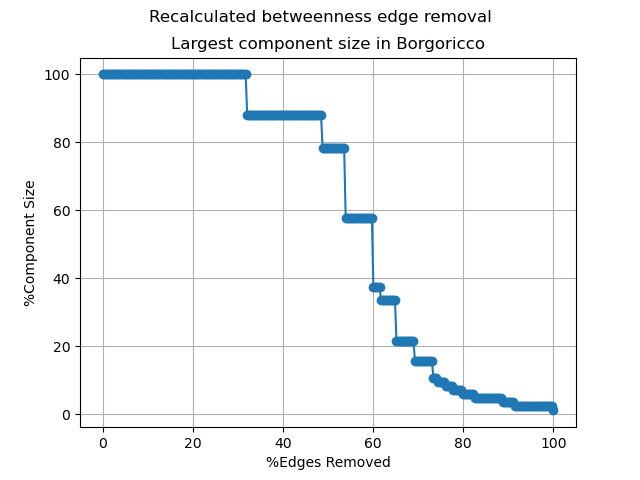 Recalculated betweenness edge removal
Largest component size in Borgoricco
100
80
60
40
20
0
%Component Size
0 20 40 60 80 100
%Edges Removed